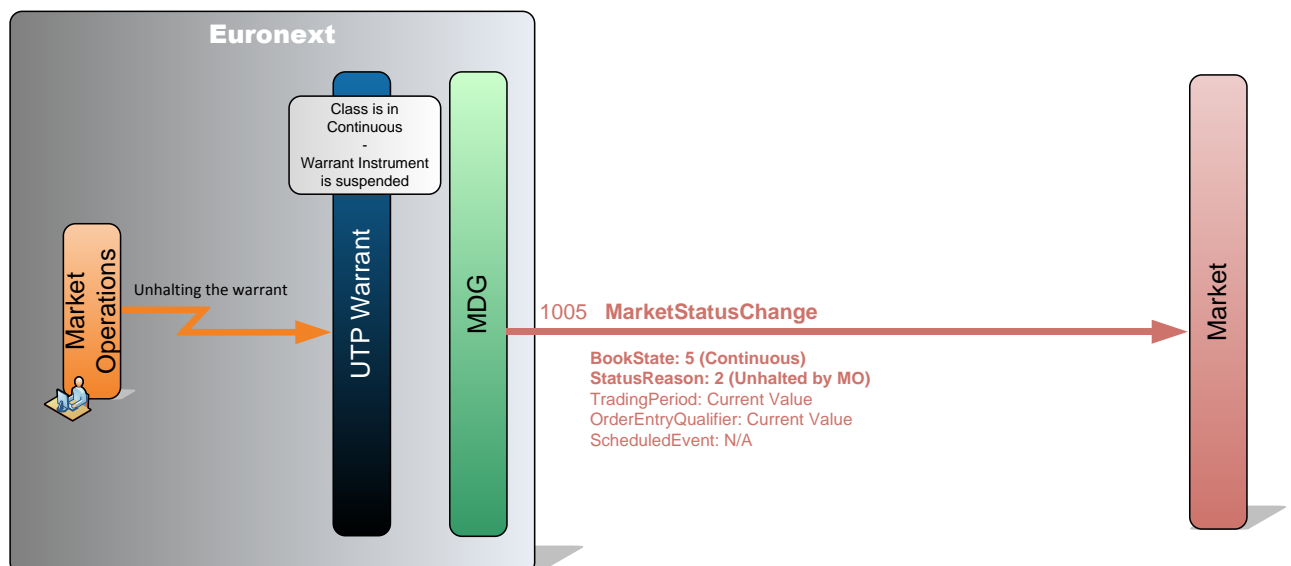 Euronext
Class is in
Continuous
-
Warrant Instrument
is suspended
Market
Operations
Unhalting the warrant
UTP Warrant
MDG
1005 MarketStatusChange
BookState: 5 (Continuous)
StatusReason: 2 (Unhalted by MO)
TradingPeriod: Current Value
OrderEntryQualifier: Current Value
ScheduledEvent: N/A
Market